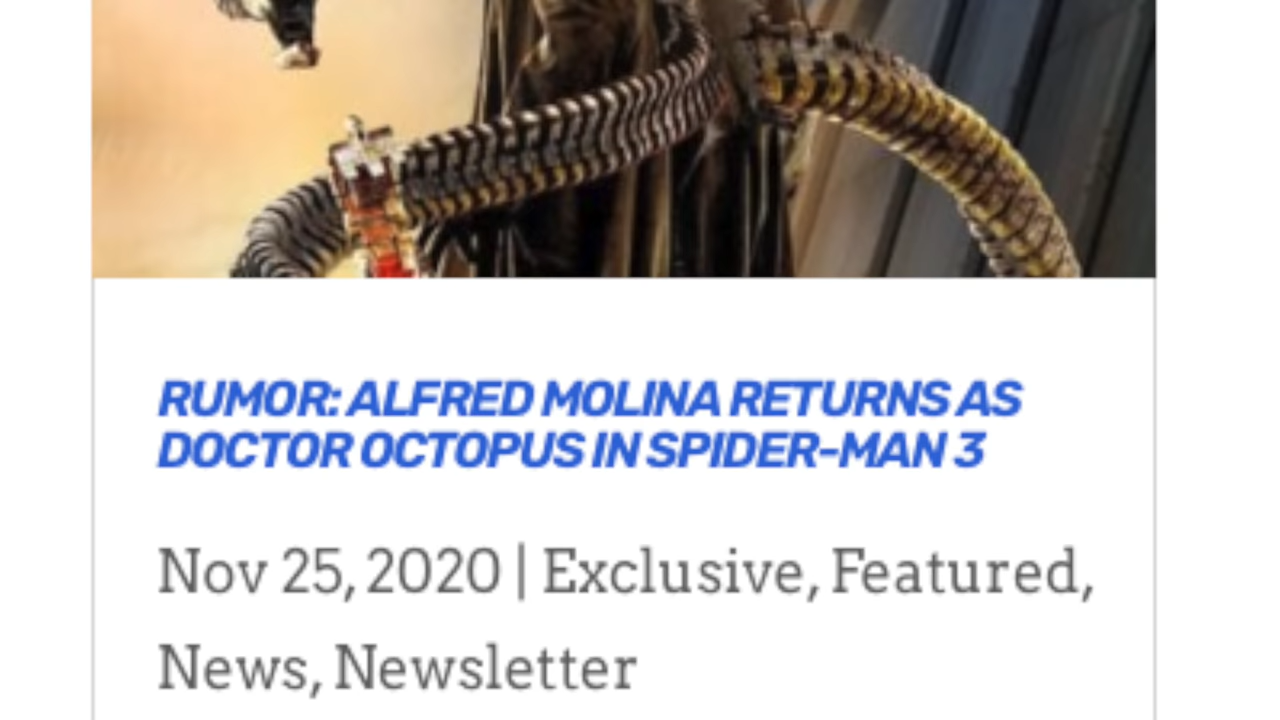 RUMOR: ALFRED MOLINA RETURNS AS
DOCTOR OCTOPUS IN SPIDER-MAN 3
Nov 25, 2020 | Exclusive, Featured,
News, Newsletter